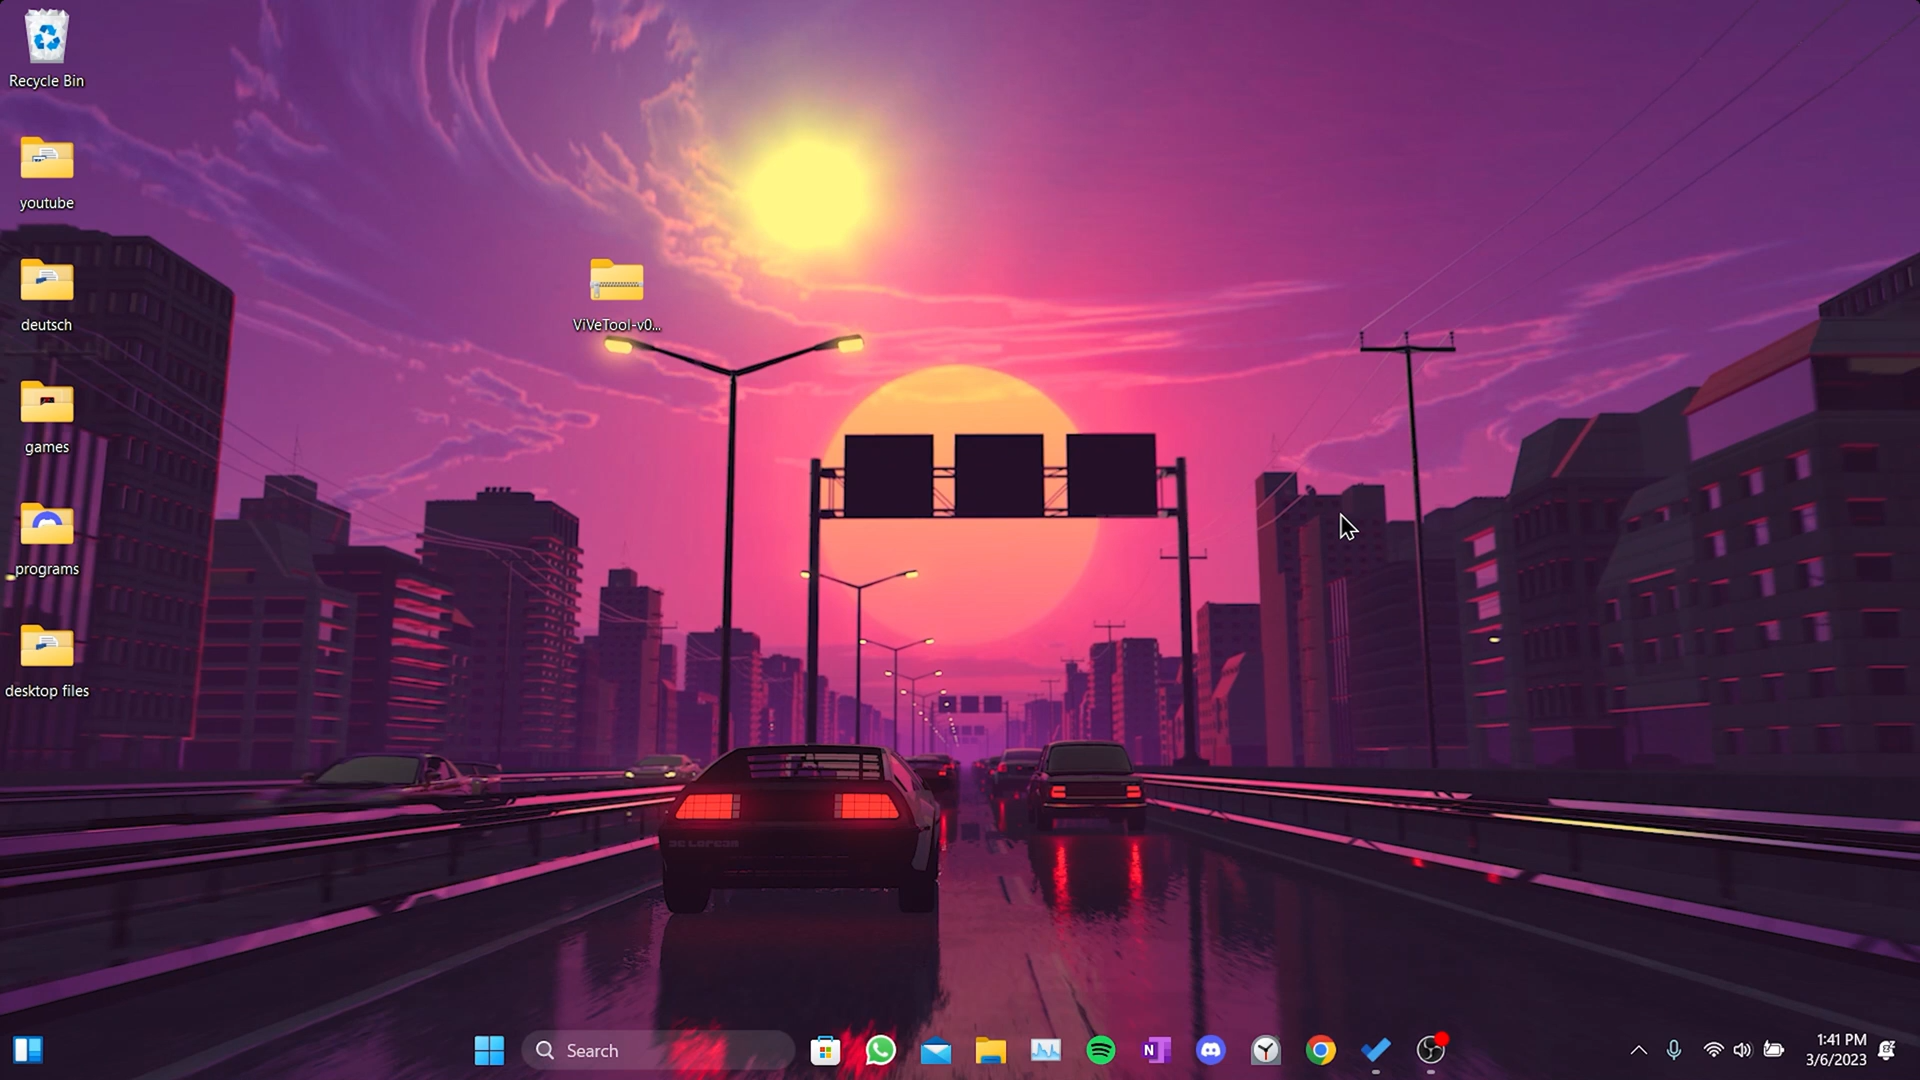 Recycle Bin
youtube
deutsch
games
programs
desktop files
ViVeTool-v0...
Search
N
1:41 PM
3/6/2023